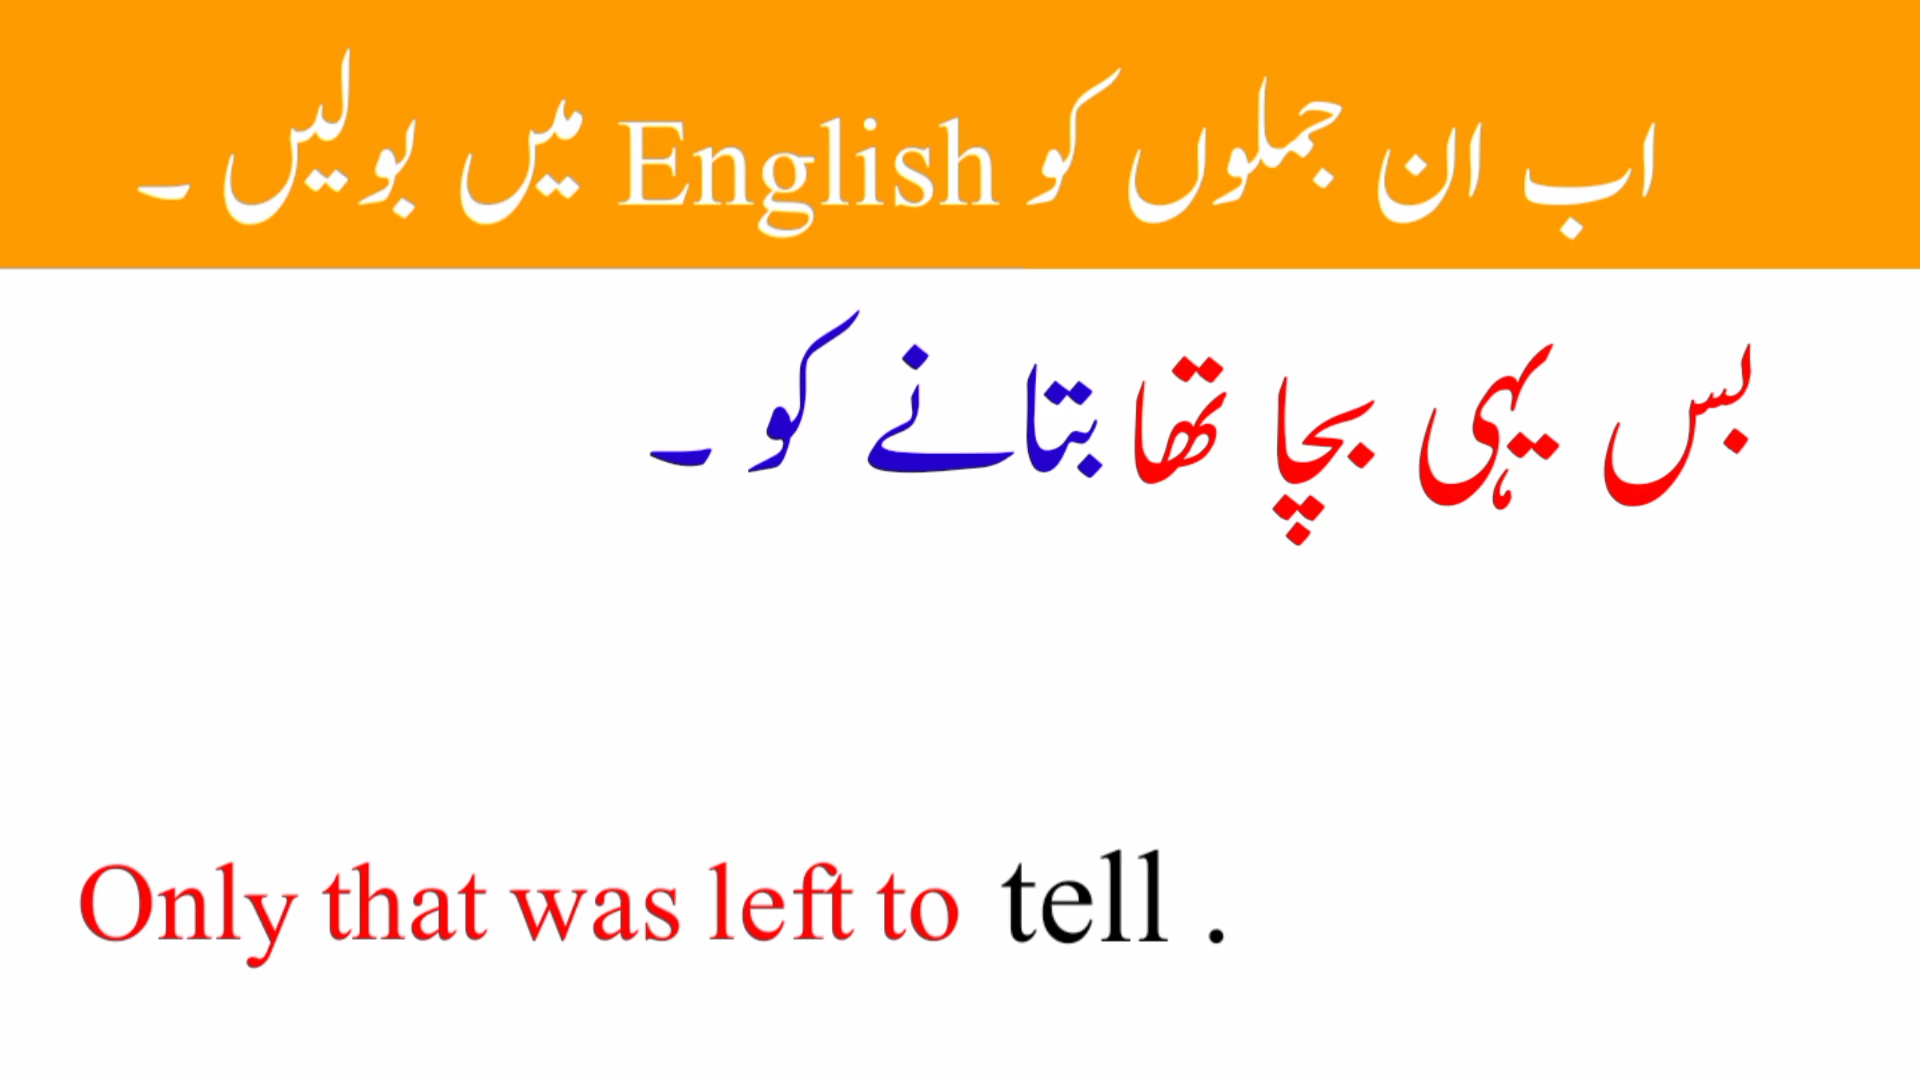 اب ان جملوں کو English میں بولیں ۔
بس یہی بچا تھا بتانے کو ۔
Only that was left to tell .